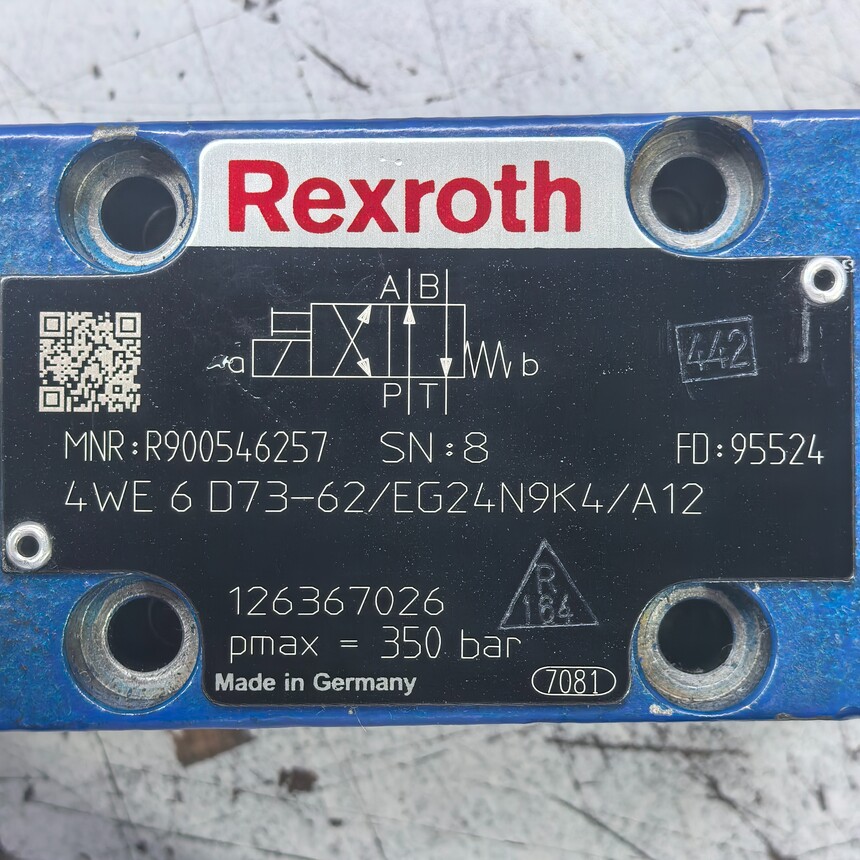 Rexroth
A B
a b
P T
442
MNR:R900546257 SN:8 FD:95524
4WE 6 D73-62/EG24N9K4/A12
R
184
126367026
pmax = 350 bar
Made in Germany
7081